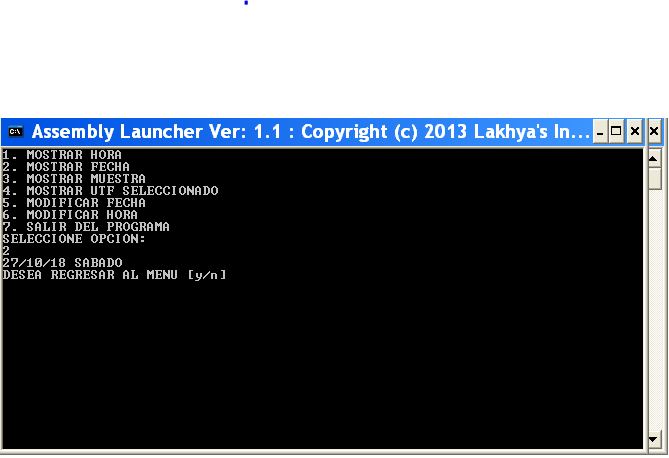 Assembly Launcher Ver: 1.1 : Copyright (c) 2013 Lakhya's In...
1. MOSTRAR HORA
2. MOSTRAR FECHA
3. MOSTRAR MUESTRA
4. MOSTRAR UTF SELECCIONADO
5. MODIFICAR FECHA
6. MODIFICAR HORA
7. SALIR DEL PROGRAMA
SELECCIONE OPCION:
2
27/10/18 SABADO
DESEA REGRESAR AL MENU [y/n]